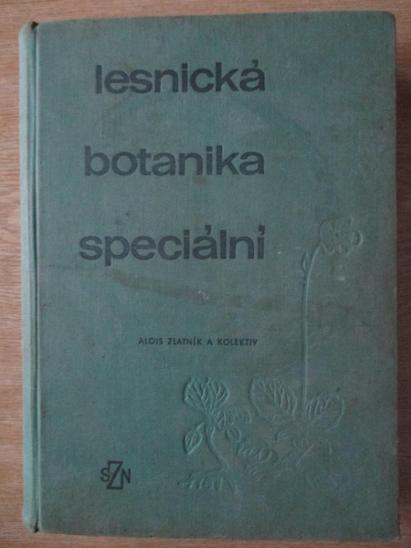 lesnická
botanika
speciální
ALOIS ZLATNÍK A KOLEKTIV
SZN